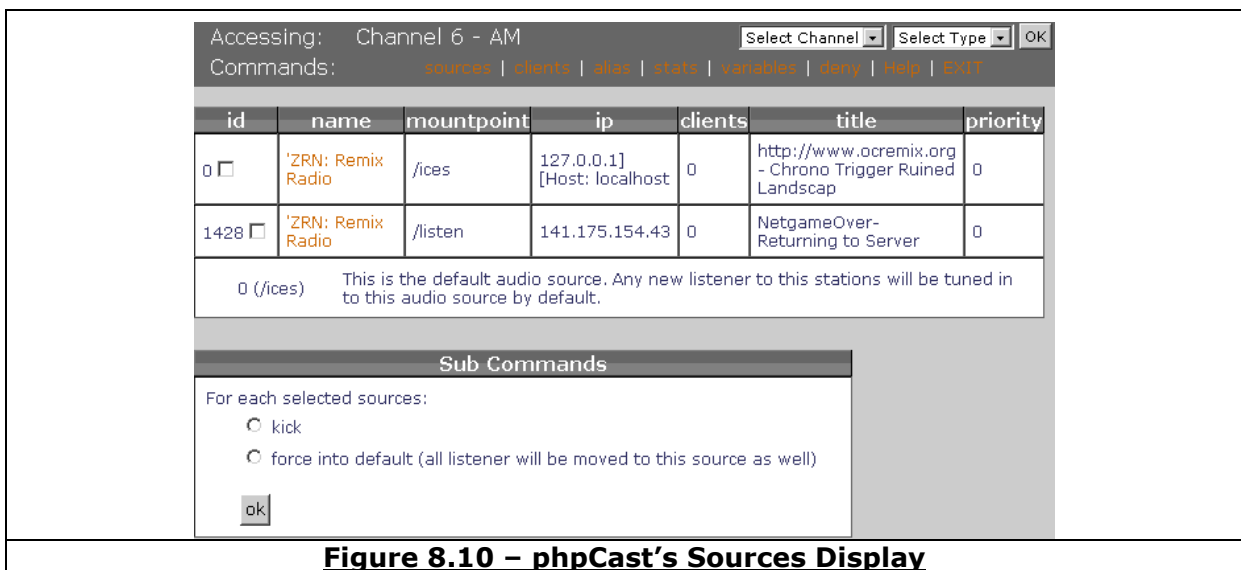 Accessing: Channel 6 - AM Select Channel Select Type OK
Commands: sources | clients | alias | stats | variables | deny | Help | EXIT
id name mountpoint ip clients title priority
0 'ZRN: Remix Radio /ices 127.0.0.1] [Host: localhost 0 http://www.ocremix.org - Chrono Trigger Ruined Landscap 0
1428 'ZRN: Remix Radio /listen 141.175.154.43 0 NetgameOver- Returning to Server 0
0 (/ices) This is the default audio source. Any new listener to this stations will be tuned in
to this audio source by default.
Sub Commands
For each selected sources:
kick
force into default (all listener will be moved to this source as well)
ok
Figure 8.10 – phpCast's Sources Display